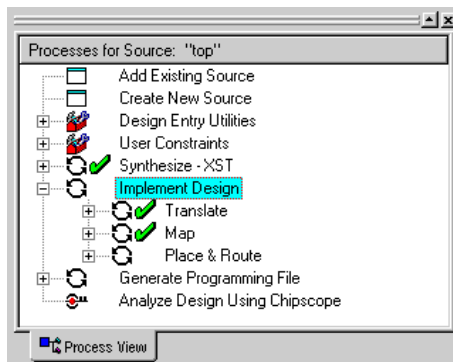 Processes for Source: "top"
Add Existing Source
Create New Source
Design Entry Utilities
User Constraints
Synthesize - XST
Implement Design
Translate
Map
Place & Route
Generate Programming File
Analyze Design Using Chipscope
Process View